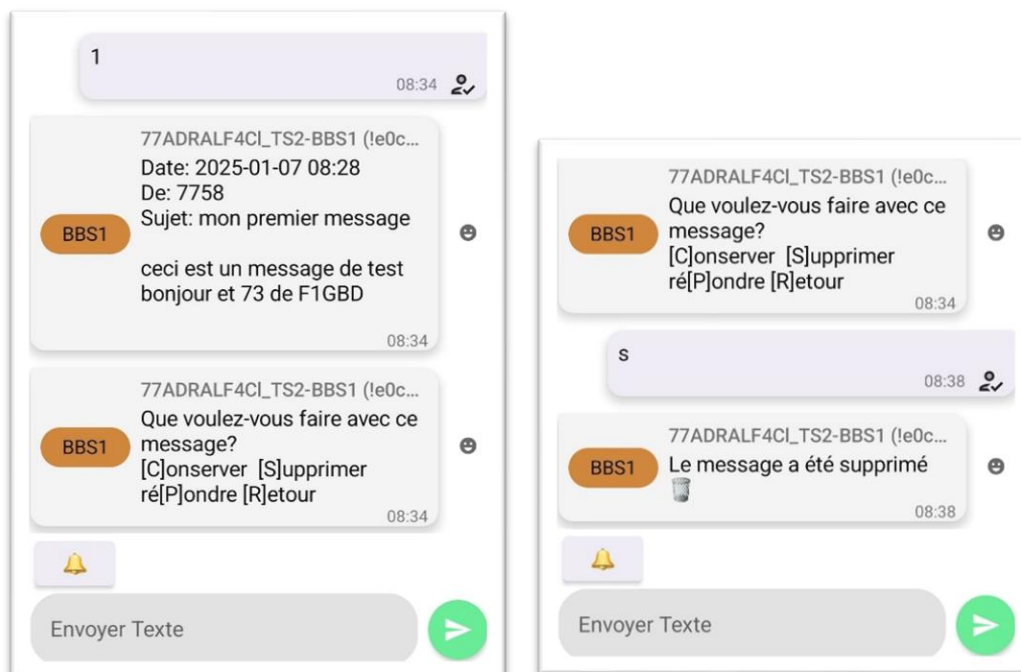 1
08:34
77ADRALF4Cl_TS2-BBS1 (!e0c...
Date: 2025-01-07 08:28
De: 7758
Sujet: mon premier message
BBS1
ceci est un message de test
bonjour et 73 de F1GBD
08:34
77ADRALF4Cl_TS2-BBS1 (!e0c...
Que voulez-vous faire avec ce
BBS1
message?
[C]onserver [S]upprimer
ré[P]ondre [R]etour
08:34
Envoyer Texte
77ADRALF4Cl_TS2-BBS1 (!e0c...
Que voulez-vous faire avec ce
BBS1
message?
[C]onserver [S]upprimer
ré[P]ondre [R]etour
08:34
s
08:38
77ADRALF4Cl_TS2-BBS1 (!e0c...
BBS1
Le message a été supprimé
08:38
Envoyer Texte